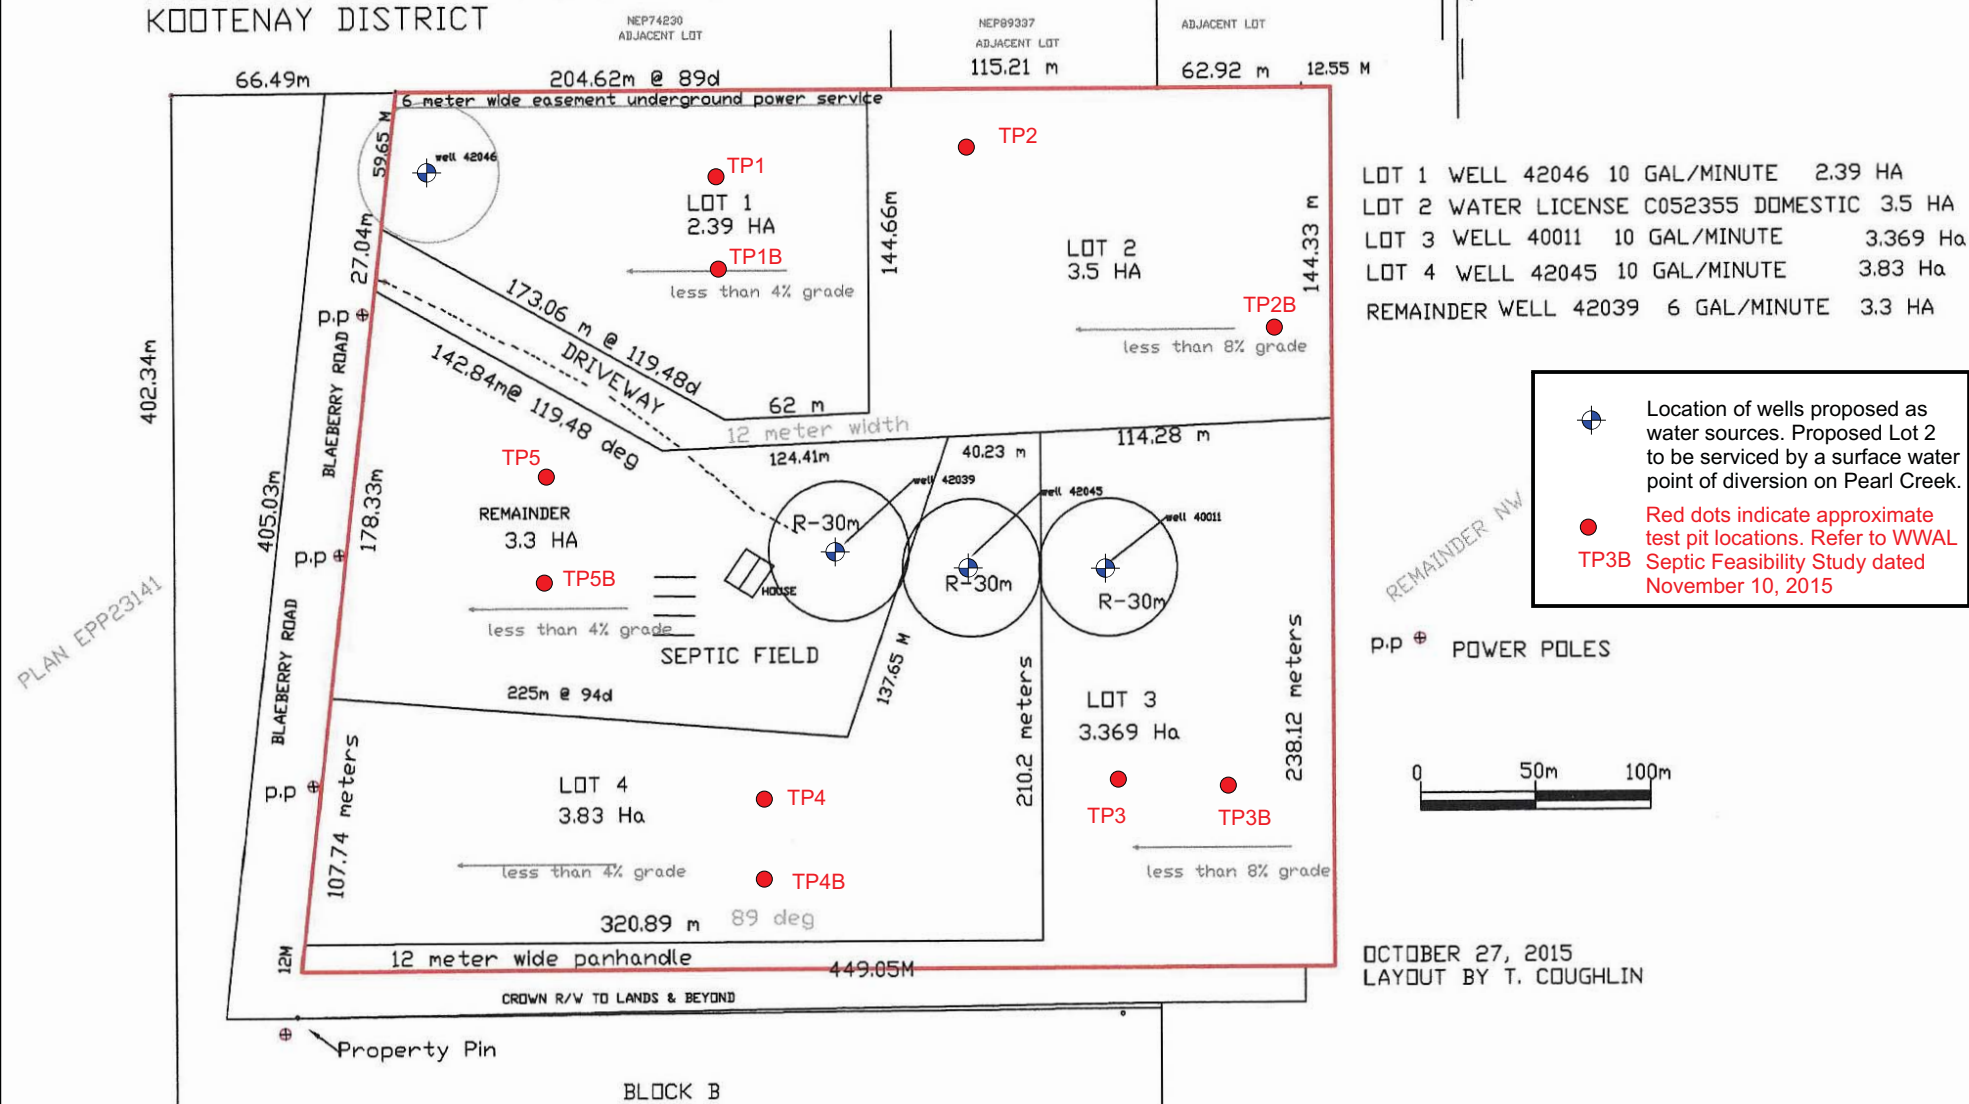 KOOTENAY DISTRICT
NEP74230
ADJACENT LOT
NEP89337
ADJACENT LOT
ADJACENT LOT
66.49m
204.62m @ 89d
115.21 m
62.92 m
12.55 M
6 meter wide easement underground power service
59.65 M
well 42046
TP1
LOT 1
2.39 HA
TP1B
less than 4% grade
TP2
144.66m
LOT 2
3.5 HA
144.33 m
TP2B
less than 8% grade
LOT 1 WELL 42046 10 GAL/MINUTE 2.39 HA
LOT 2 WATER LICENSE C052355 DOMESTIC 3.5 HA
LOT 3 WELL 40011 10 GAL/MINUTE 3.369 Ha
LOT 4 WELL 42045 10 GAL/MINUTE 3.83 Ha
REMAINDER WELL 42039 6 GAL/MINUTE 3.3 HA
27.04m
p.p
173.06 m @ 119.48d
DRIVEWAY
142.84m@ 119.48 deg
62 m
12 meter width
124.41m
40.23 m
114.28 m
402.34m
405.03m
BLAEBERRY ROAD
178.33m
p.p
TP5
REMAINDER
3.3 HA
TP5B
less than 4% grade
HOUSE
SEPTIC FIELD
well 42039
R-30m
well 42045
R-30m
well 40011
R-30m
Location of wells proposed as
water sources. Proposed Lot 2
to be serviced by a surface water
point of diversion on Pearl Creek.
Red dots indicate approximate
test pit locations. Refer to WWAL
TP3B Septic Feasibility Study dated
November 10, 2015
REMAINDER NW
PLAN EPP23141
BLAEBERRY ROAD
225m @ 94d
137.65 M
210.2 meters
LOT 3
3.369 Ha
238.12 meters
p.p POWER POLES
TP3
TP3B
less than 8% grade
0 50m 100m
p.p
107.74 meters
LOT 4
3.83 Ha
TP4
less than 4% grade
TP4B
320.89 m 89 deg
12M
12 meter wide panhandle
449.05M
CROWN R/W TO LANDS & BEYOND
OCTOBER 27, 2015
LAYOUT BY T. COUGHLIN
Property Pin
BLOCK B